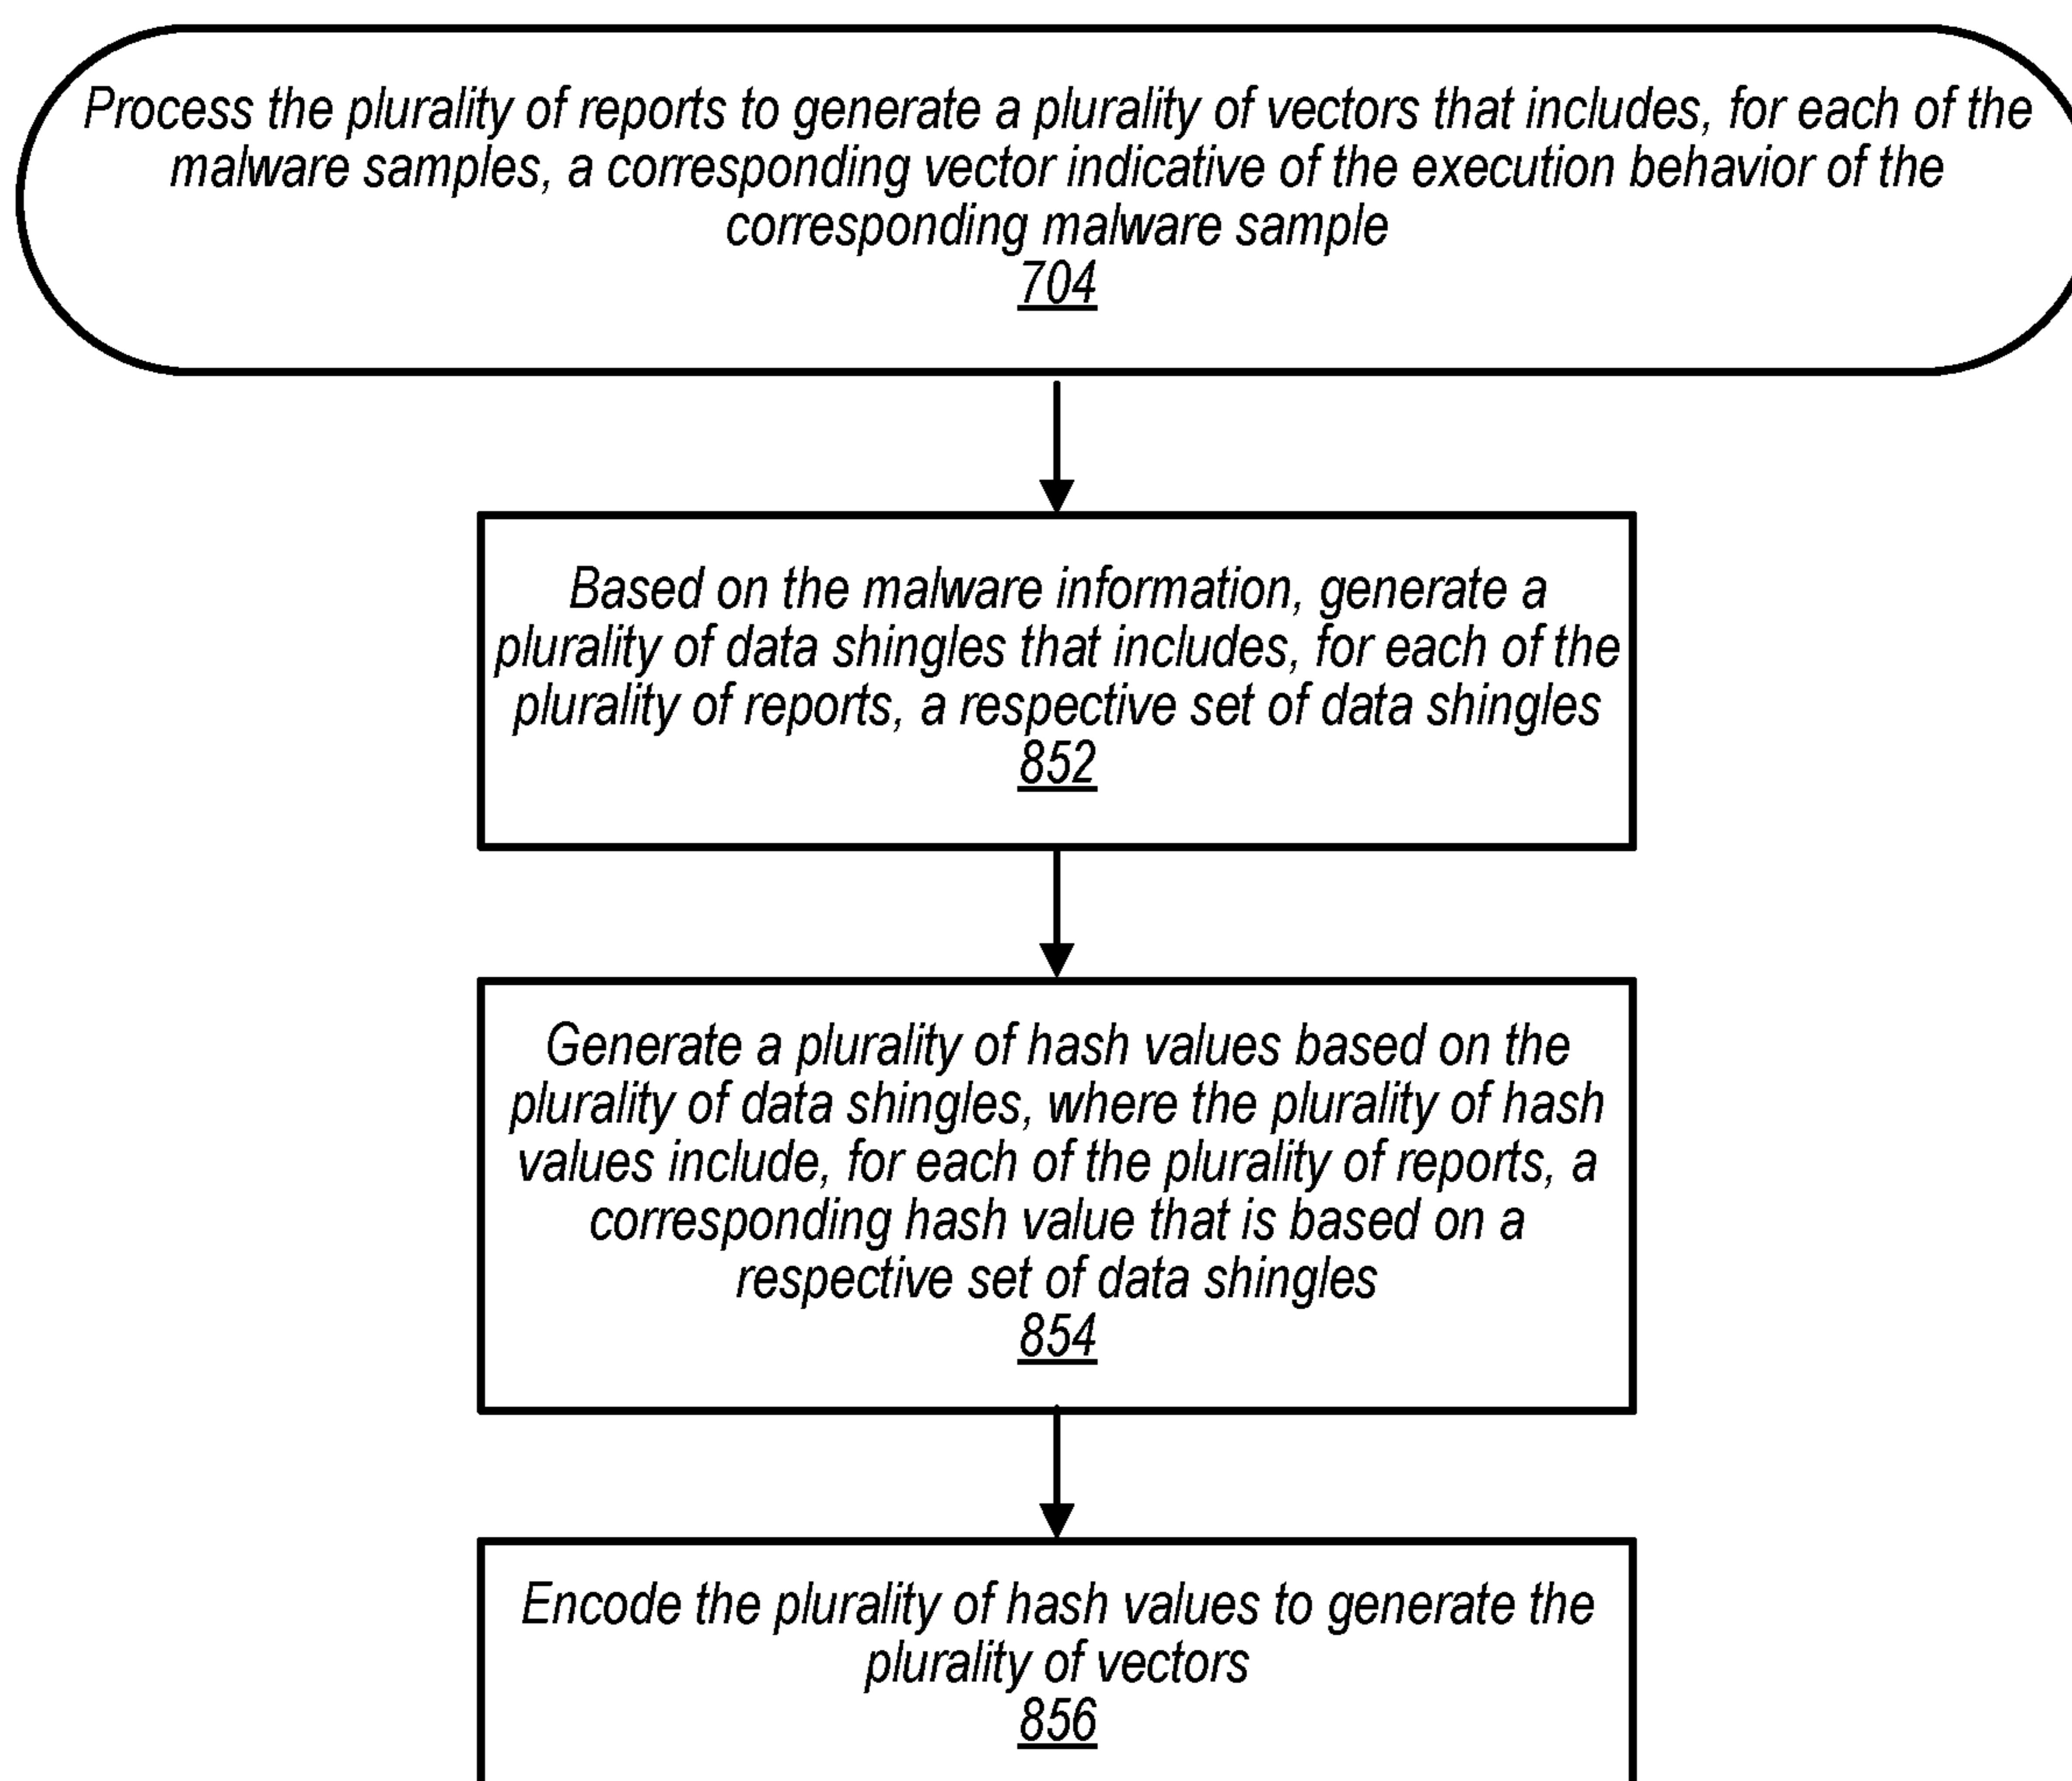 Process the plurality of reports to generate a plurality of vectors that includes, for each of the
malware samples, a corresponding vector indicative of the execution behavior of the
corresponding malware sample
704
Based on the malware information, generate a
plurality of data shingles that includes, for each of the
plurality of reports, a respective set of data shingles
852
Generate a plurality of hash values based on the
plurality of data shingles, where the plurality of hash
values include, for each of the plurality of reports, a
corresponding hash value that is based on a
respective set of data shingles
854
Encode the plurality of hash values to generate the
plurality of vectors
856